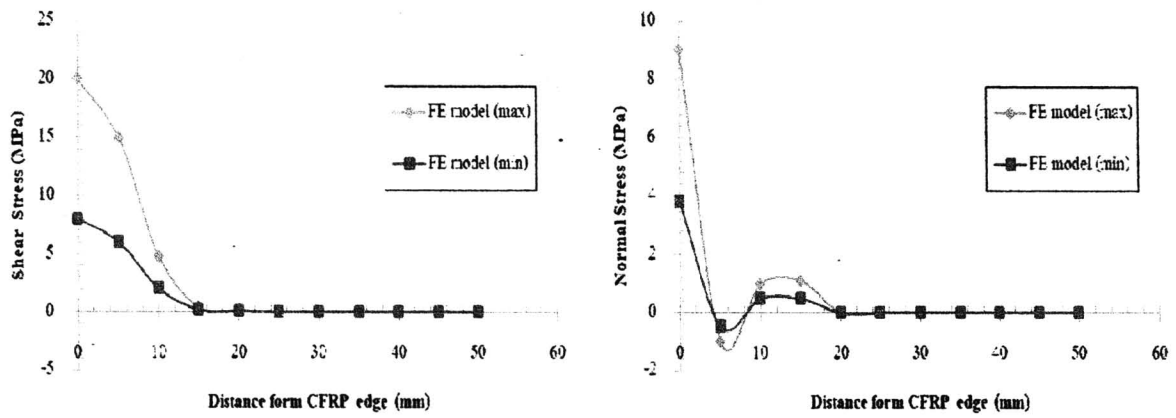 25
20
15
10
5
0
-5
Shear Stress (MPa)
0 10 20 30 40 50 60
Distance form CFRP edge (mm)
FE model (max)
FE model (min)
10
8
6
4
2
0
-2
Normal Stress (MPa)
0 10 20 30 40 50 60
Distance form CFRP edge (mm)
FE model (max)
FE model (min)